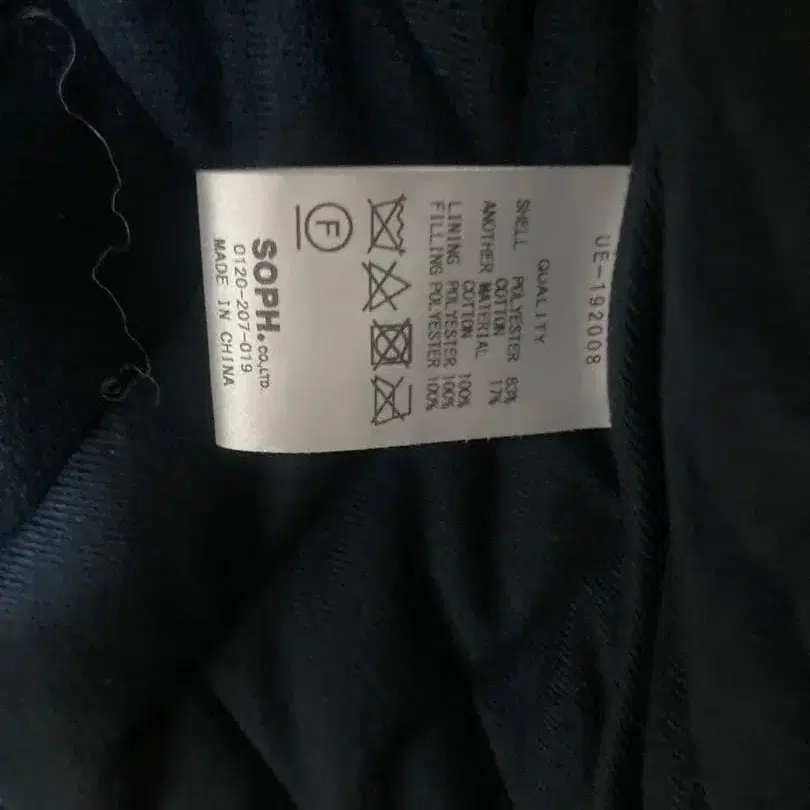 UE-192008
QUALITY
SHELL POLYESTER 83%
COTTON 17%
ANOTHER MATERIAL
COTTON 100%
LINING POLYESTER 100%
FILLING POLYESTER 100%
F
SOPH.CO.,LTD.
0120-207-019
MADE IN CHINA